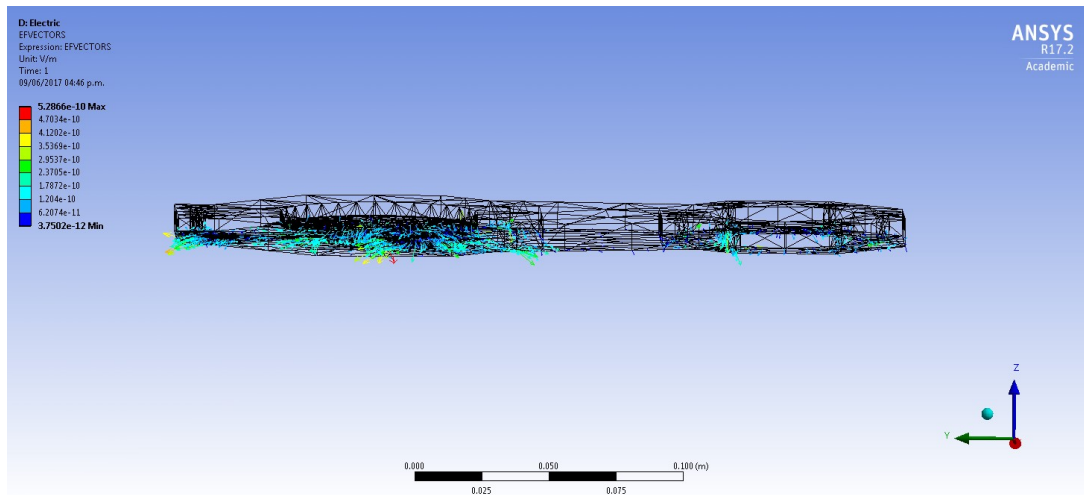 D: Electric
EFVECTORS
Expression: EFVECTORS
Unit: V/m
Time: 1
09/06/2017 04:46 p.m.
5.2866e-10 Max
4.7034e-10
4.1202e-10
3.5369e-10
2.9537e-10
2.3705e-10
1.7872e-10
1.204e-10
6.2074e-11
3.7502e-12 Min
ANSYS
R17.2
Academic
Z
Y
0.000 0.050 0.100 (m)
0.025 0.075